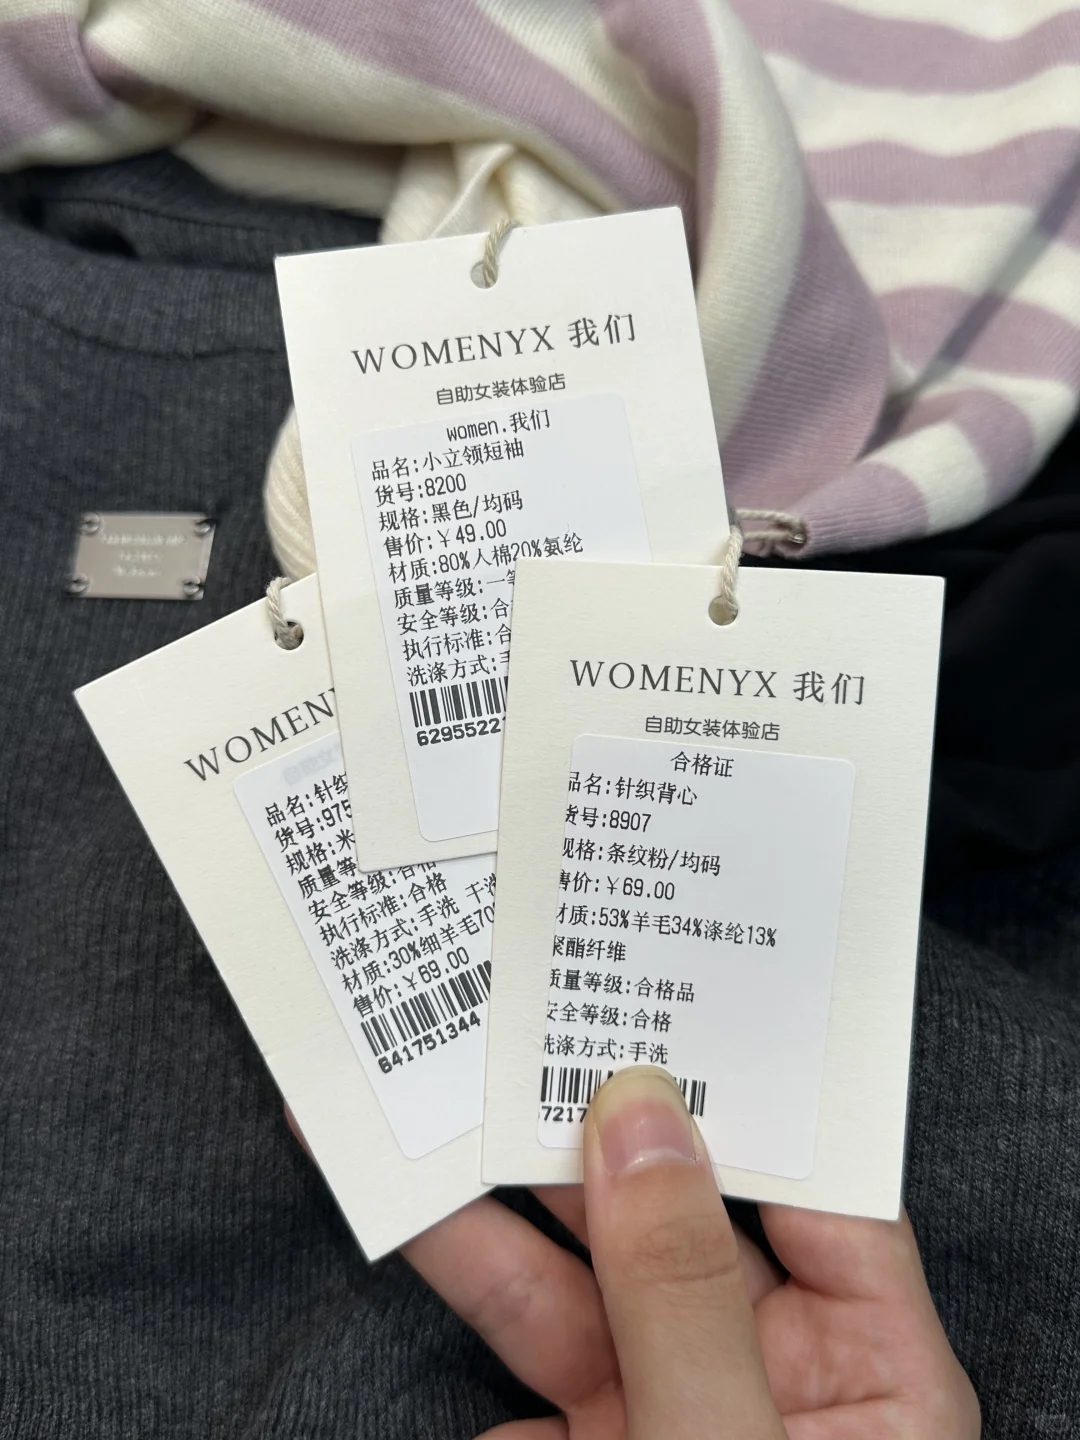 WOMENYX 我们
自助女装体验店
women.我们
品名:小立领短袖
货号:8200
规格:黑色/均码
售价:￥49.00
材质:80%人棉20%氨纶
质量等级:一等
安全等级:合
执行标准:合
洗涤方式:手
6295522
WOMENY
品名:针织
货号:975
规格:米
质量等
安全等级:合格
执行标准:合格
洗涤方式:手洗 干洗
材质:30%细羊毛70
售价:￥69.00
641751344
WOMENYX 我们
自助女装体验店
合格证
品名:针织背心
货号:8907
规格:条纹粉/均码
售价:￥69.00
材质:53%羊毛34%涤纶13%
聚酯纤维
质量等级:合格品
安全等级:合格
洗涤方式:手洗
7217